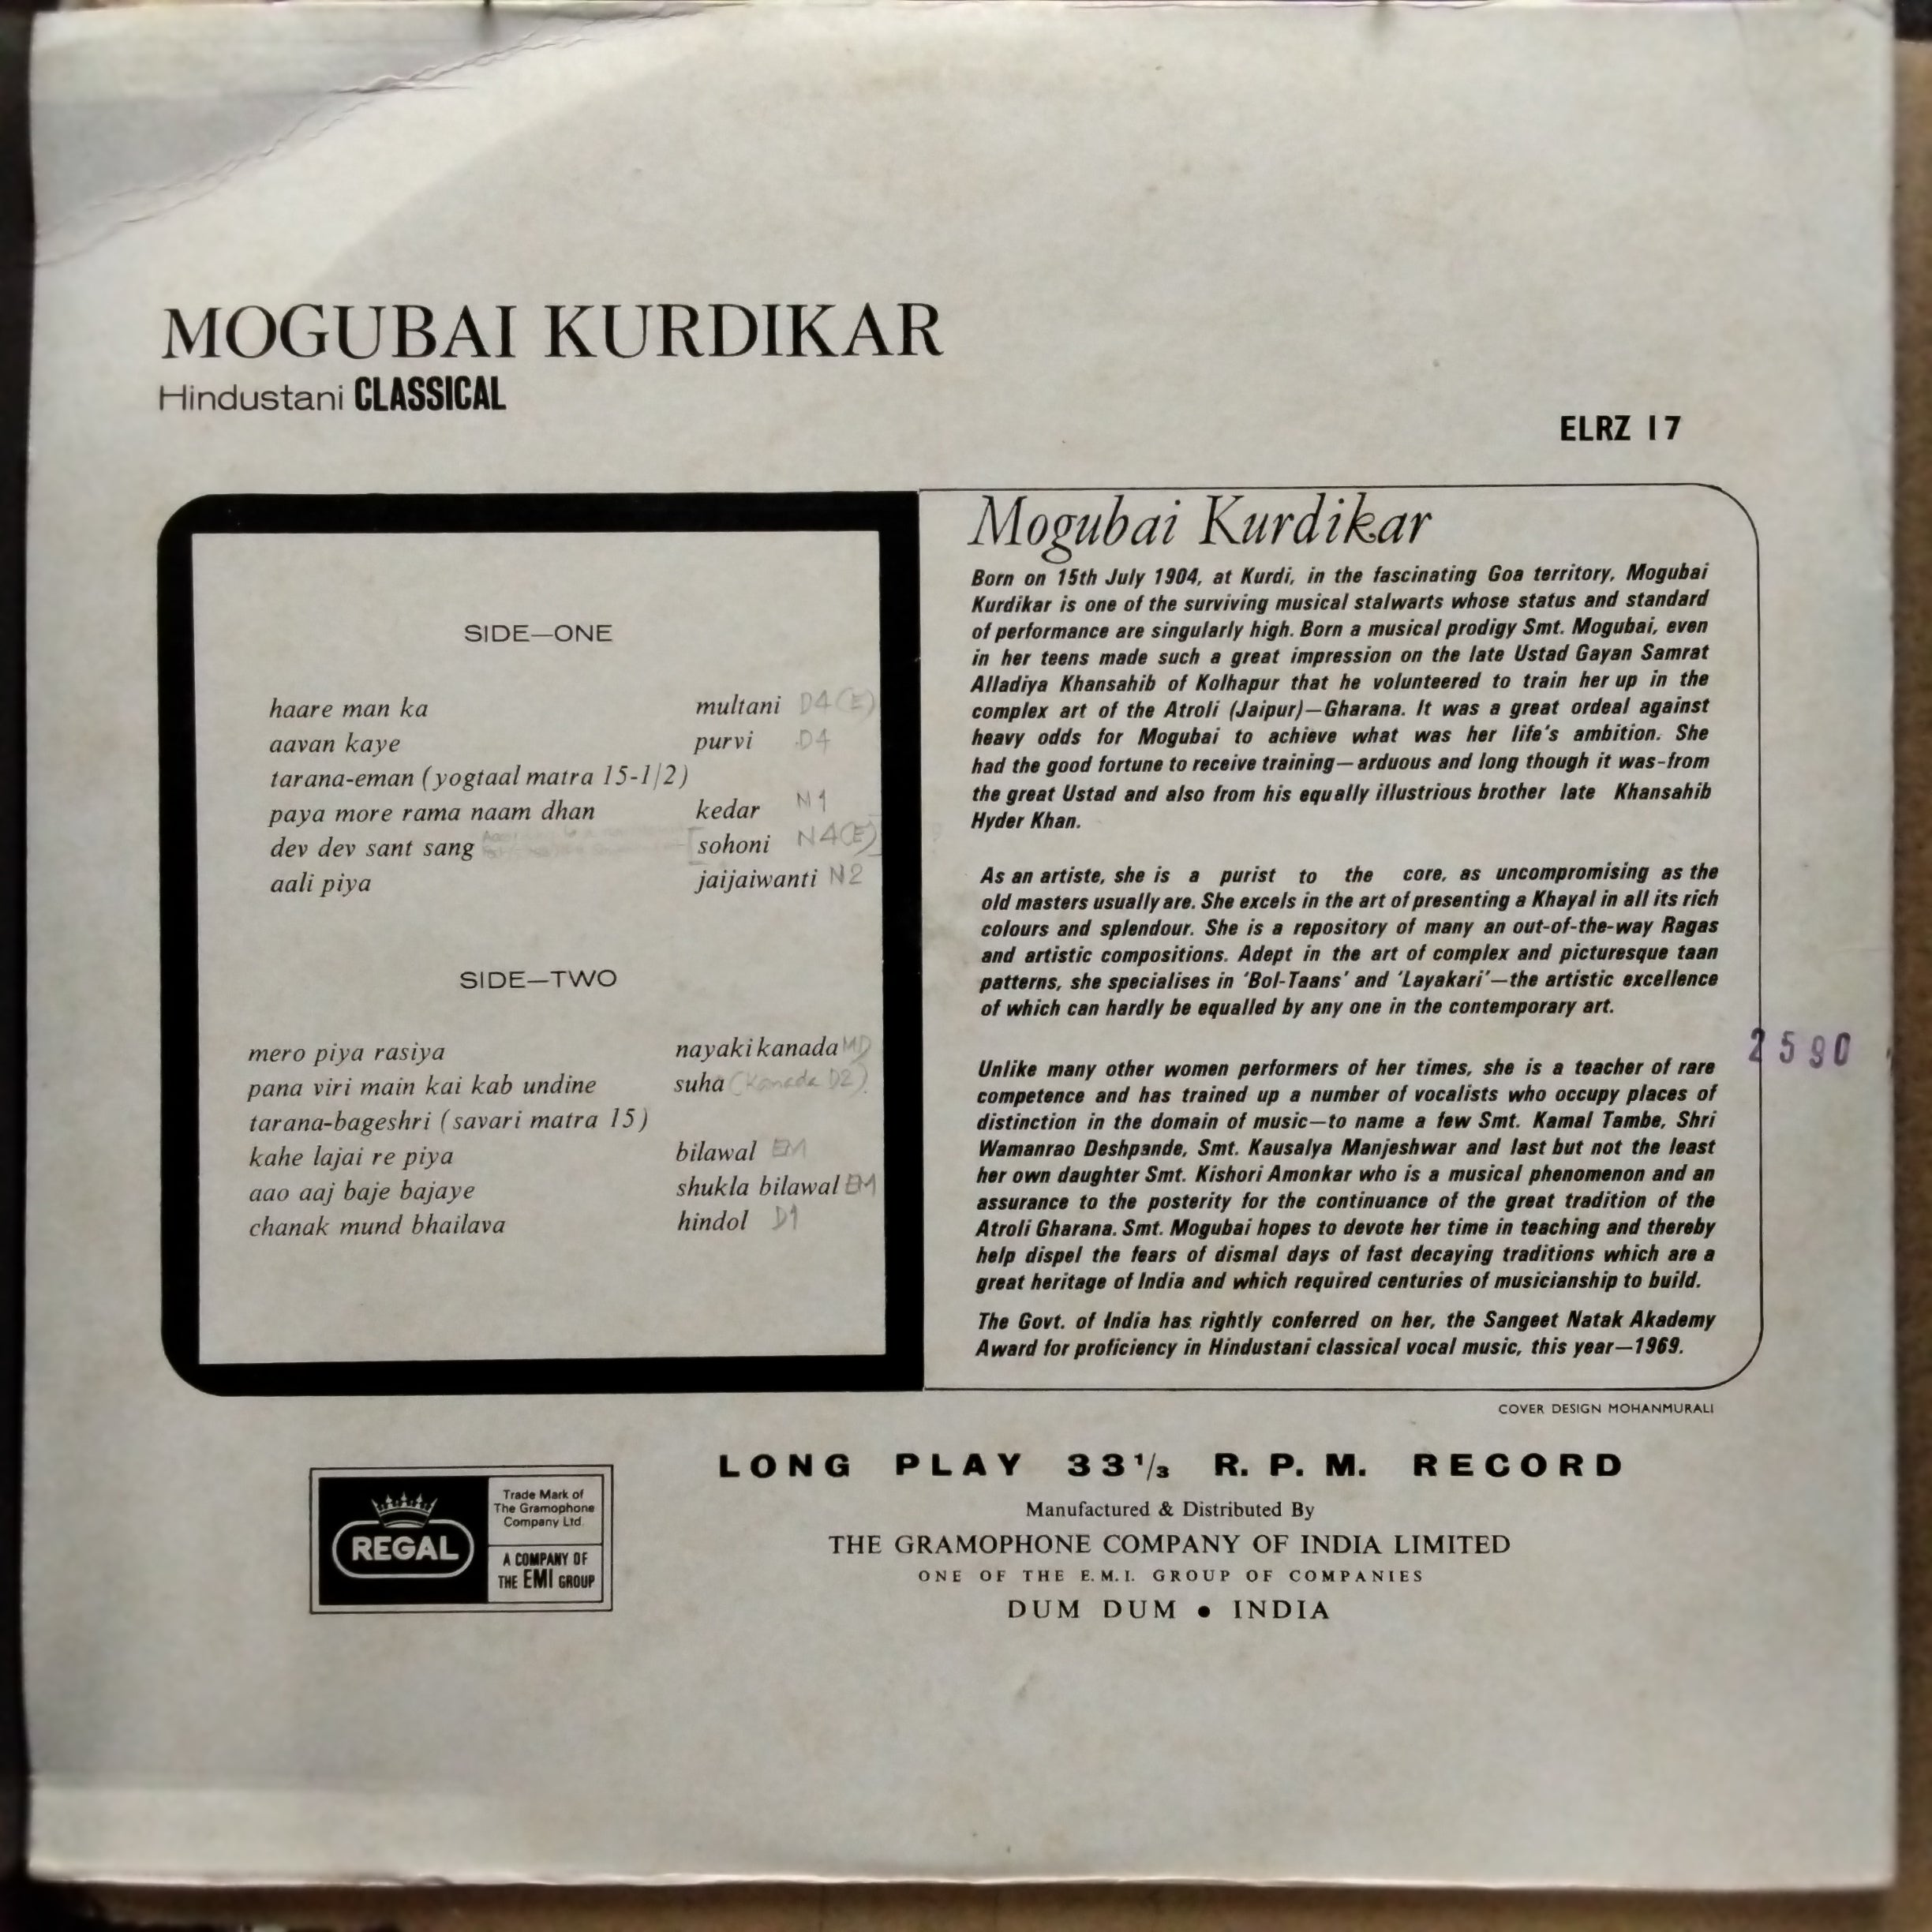 MOGUBAI KURDIKAR
Hindustani CLASSICAL
ELRZ 17
SIDE—ONE
haare man ka multani D4(E)
aavan kaye purvi D4
tarana-eman (yogtaal matra 15-1/2)
paya more rama naam dhan kedar N1
dev dev sant sang sohoni N4(E)
aali piya jaijaiwanti N2
SIDE—TWO
mero piya rasiya nayaki kanada MD
pana viri main kai kab undine suha (Kanada D2)
tarana-bageshri (savari matra 15)
kahe lajai re piya bilawal EM
aao aaj baje bajaye shukla bilawal EM
chanak mund bhailava hindol D1
Mogubai Kurdikar
Born on 15th July 1904, at Kurdi, in the fascinating Goa territory, Mogubai
Kurdikar is one of the surviving musical stalwarts whose status and standard
of performance are singularly high. Born a musical prodigy Smt. Mogubai, even
in her teens made such a great impression on the late Ustad Gayan Samrat
Alladiya Khansahib of Kolhapur that he volunteered to train her up in the
complex art of the Atroli (Jaipur)—Gharana. It was a great ordeal against
heavy odds for Mogubai to achieve what was her life's ambition. She
had the good fortune to receive training—arduous and long though it was-from
the great Ustad and also from his equally illustrious brother late Khansahib
Hyder Khan.
As an artiste, she is a purist to the core, as uncompromising as the
old masters usually are. She excels in the art of presenting a Khayal in all its rich
colours and splendour. She is a repository of many an out-of-the-way Ragas
and artistic compositions. Adept in the art of complex and picturesque taan
patterns, she specialises in 'Bol-Taans' and 'Layakari'—the artistic excellence
of which can hardly be equalled by any one in the contemporary art.
Unlike many other women performers of her times, she is a teacher of rare
competence and has trained up a number of vocalists who occupy places of
distinction in the domain of music—to name a few Smt. Kamal Tambe, Shri
Wamanrao Deshpande, Smt. Kausalya Manjeshwar and last but not the least
her own daughter Smt. Kishori Amonkar who is a musical phenomenon and an
assurance to the posterity for the continuance of the great tradition of the
Atroli Gharana. Smt. Mogubai hopes to devote her time in teaching and thereby
help dispel the fears of dismal days of fast decaying traditions which are a
great heritage of India and which required centuries of musicianship to build.
The Govt. of India has rightly conferred on her, the Sangeet Natak Akademy
Award for proficiency in Hindustani classical vocal music, this year—1969.
2590
COVER DESIGN MOHANMURALI
LONG PLAY 33 1/3 R. P. M. RECORD
Manufactured & Distributed By
THE GRAMOPHONE COMPANY OF INDIA LIMITED
ONE OF THE E.M.I. GROUP OF COMPANIES
DUM DUM • INDIA
REGAL
Trade Mark of
The Gramophone
Company Ltd.
A COMPANY OF
THE EMI GROUP